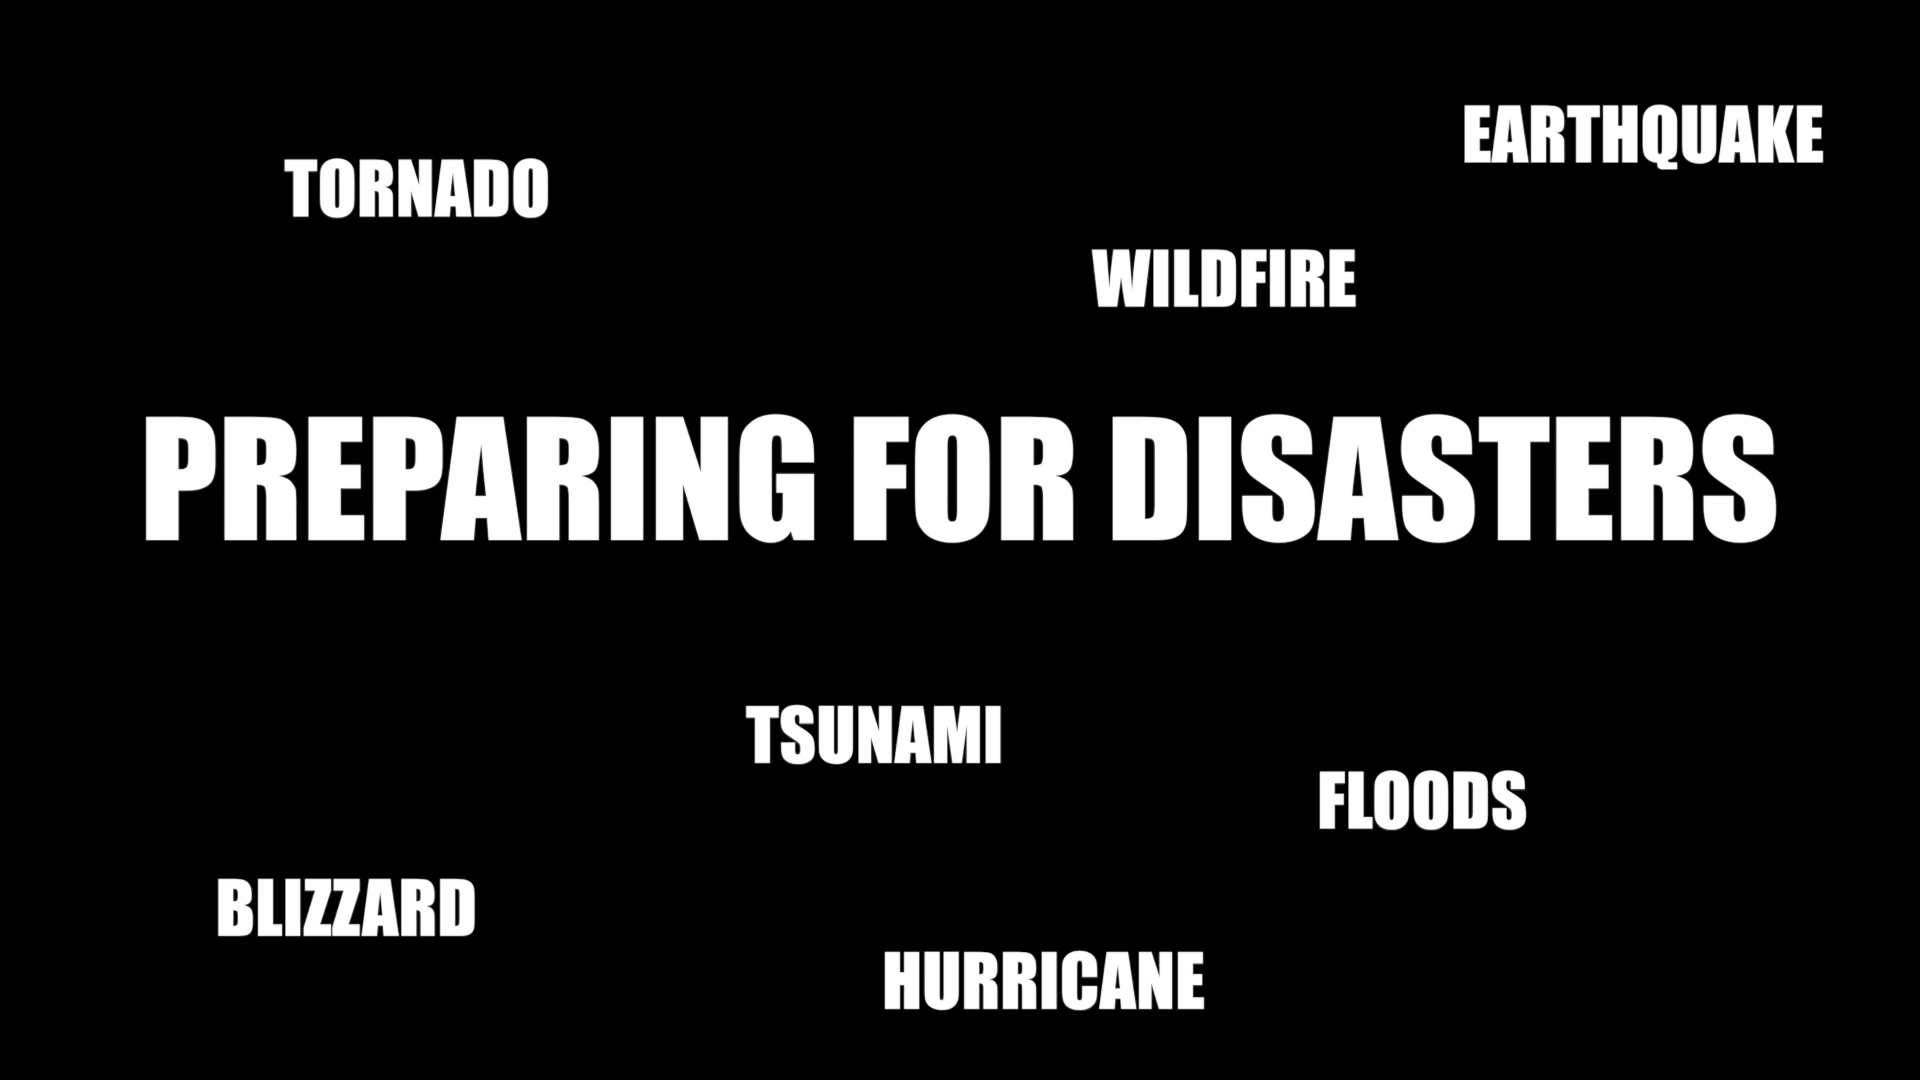 EARTHQUAKE
TORNADO
WILDFIRE
PREPARING FOR DISASTERS
TSUNAMI
FLOODS
BLIZZARD
HURRICANE